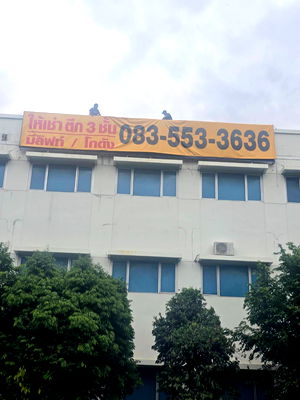 ให้เช่า ตึก 3 ชั้น
มีลิฟท์ / โกดัง
083-553-3636